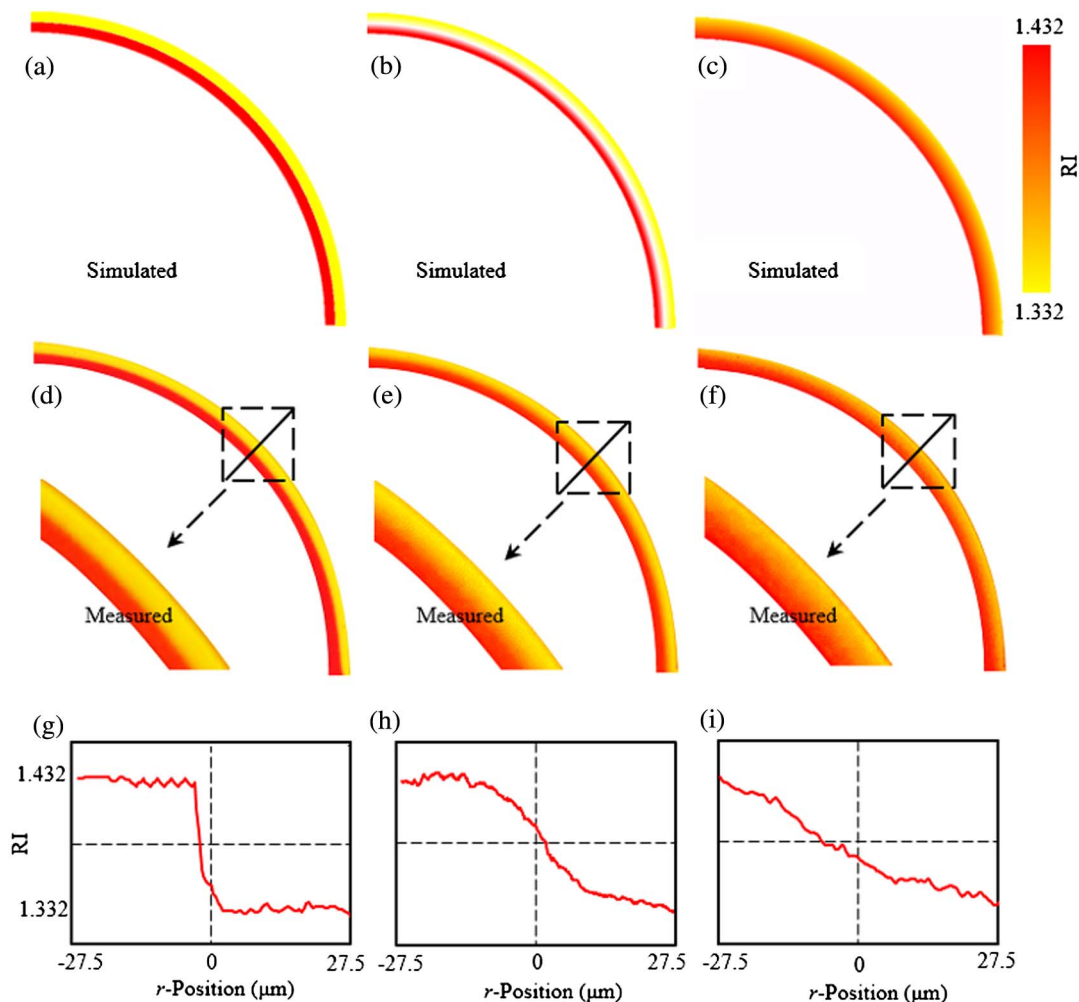 (a)
(b)
(c)
1.432
RI
1.332
Simulated
Simulated
Simulated
(d)
(e)
(f)
Measured
Measured
Measured
(g)
(h)
(i)
1.432
RI
1.332
-27.5
0
27.5
-27.5
0
27.5
-27.5
0
27.5
r-Position (μm)
r-Position (μm)
r-Position (μm)